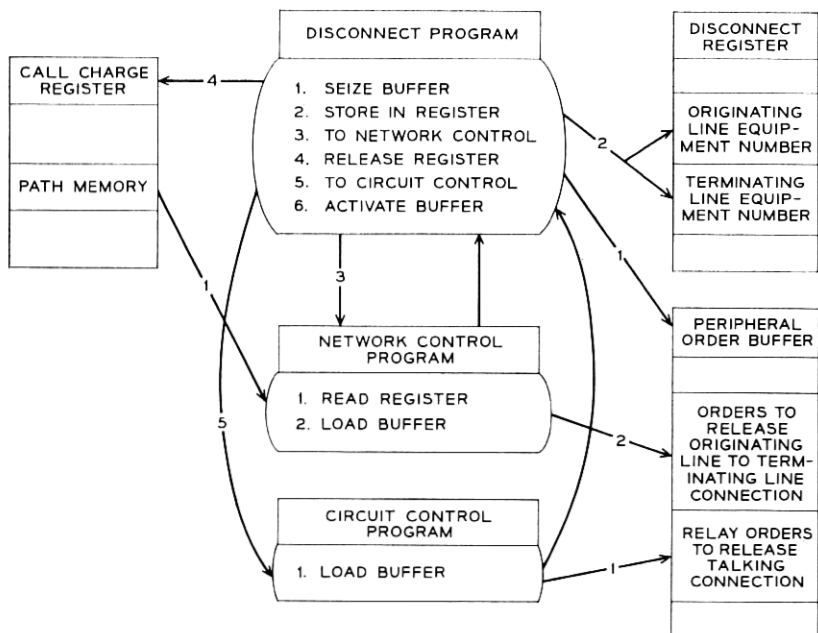 DISCONNECT PROGRAM
1. SEIZE BUFFER
2. STORE IN REGISTER
3. TO NETWORK CONTROL
4. RELEASE REGISTER
5. TO CIRCUIT CONTROL
6. ACTIVATE BUFFER
CALL CHARGE
REGISTER
PATH MEMORY
4
1
5
3
2
1
DISCONNECT
REGISTER
ORIGINATING
LINE EQUIP-
MENT NUMBER
TERMINATING
LINE EQUIPMENT
NUMBER
NETWORK CONTROL
PROGRAM
1. READ REGISTER
2. LOAD BUFFER
2
PERIPHERAL
ORDER BUFFER
ORDERS TO
RELEASE
ORIGINATING
LINE TO TERM-
INATING LINE
CONNECTION
CIRCUIT CONTROL
PROGRAM
1. LOAD BUFFER
1
RELAY ORDERS
TO RELEASE
TALKING
CONNECTION